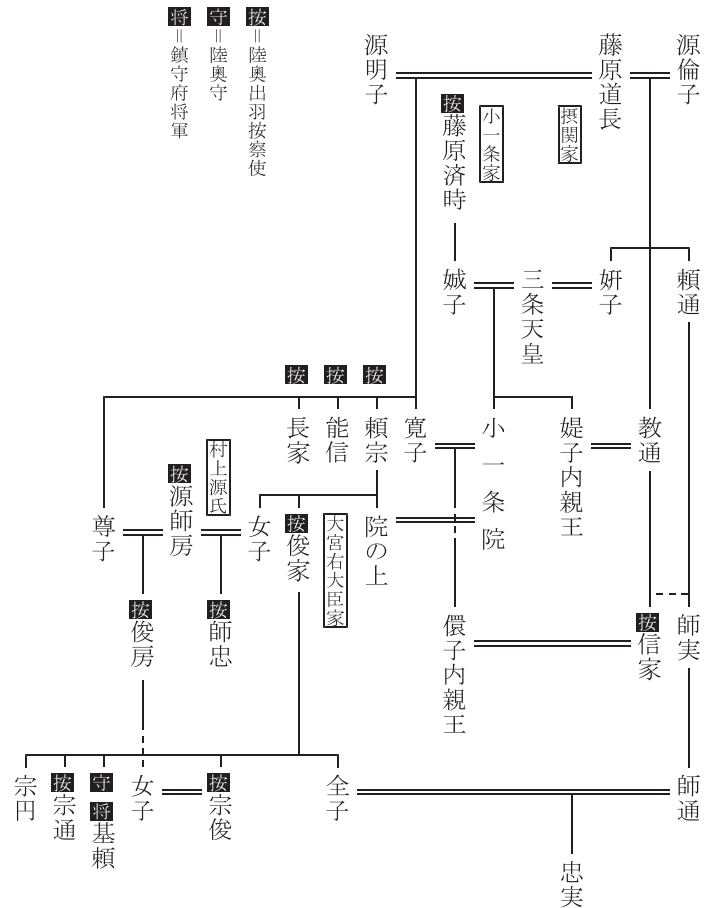 源倫子
藤原道長
源明子
摂関家
小一条家
按藤原済時
按＝陸奥出羽按察使
守＝陸奥守
将＝鎮守府将軍
頼通
妍子
三条天皇
娍子
教通
禔子内親王
小一条院
寛子
按
頼宗
按
能信
按
長家
院の上
大宮右大臣家
按俊家
女子
村上源氏
按源師房
尊子
師実
按信家
儇子内親王
按師忠
按俊房
師通
全子
按宗俊
女子
守
将基頼
按宗通
宗円
忠実